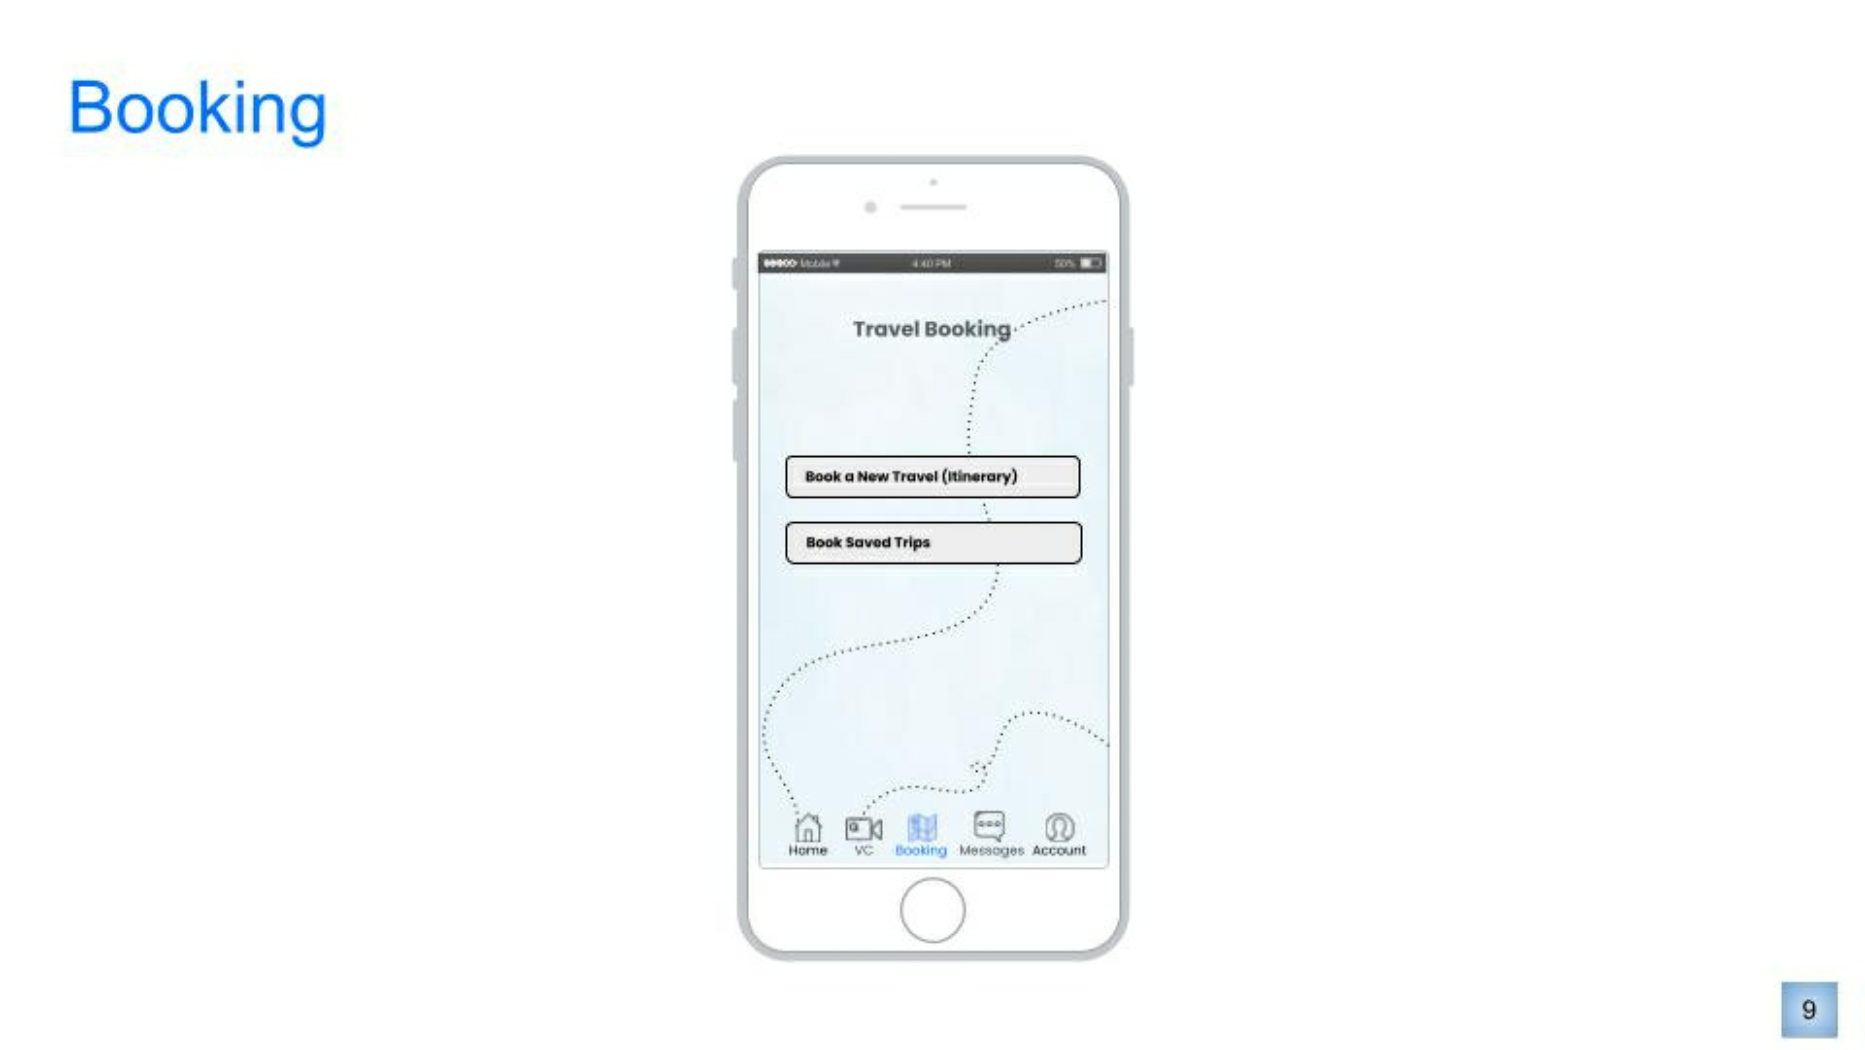 Booking
Mobile
4:40 PM
50%
Travel Booking
Book a New Travel (Itinerary)
Book Saved Trips
Home
VC
Booking
Messages
Account
9